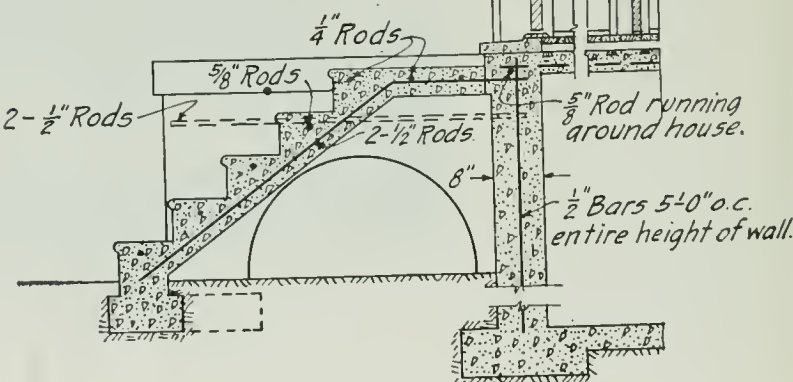 1/4" Rods
5/8" Rods
2-1/2" Rods
2-1/2" Rods.
5/8" Rod running
around house.
8"
1/2" Bars 5'-0" o.c.
entire height of wall.